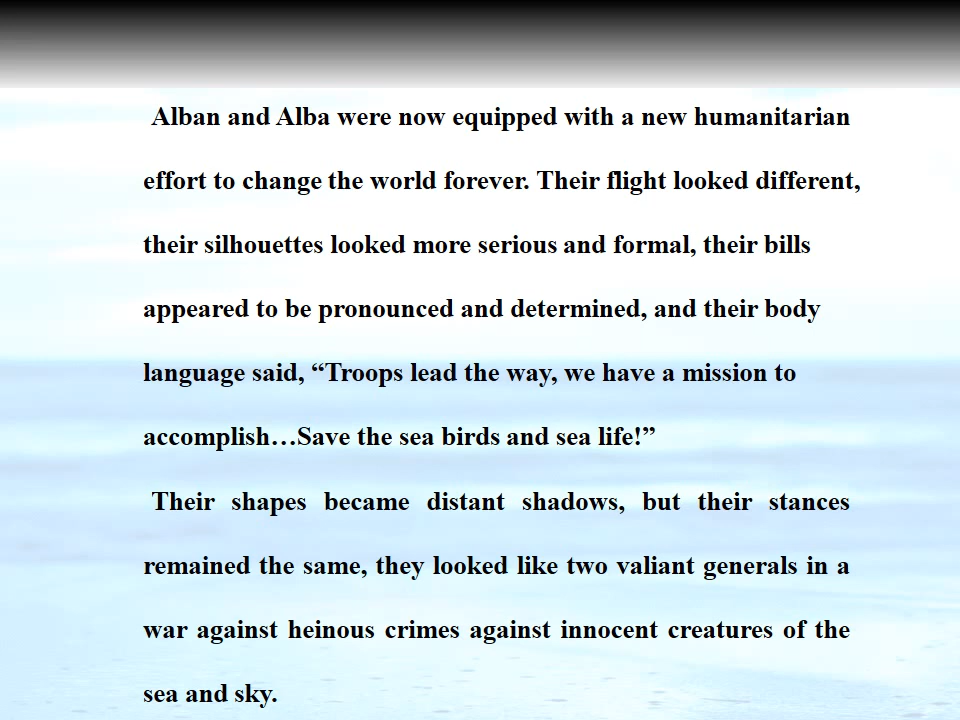 Alban and Alba were now equipped with a new humanitarian
effort to change the world forever. Their flight looked different,
their silhouettes looked more serious and formal, their bills
appeared to be pronounced and determined, and their body
language said, “Troops lead the way, we have a mission to
accomplish…Save the sea birds and sea life!”
Their shapes became distant shadows, but their stances
remained the same, they looked like two valiant generals in a
war against heinous crimes against innocent creatures of the
sea and sky.